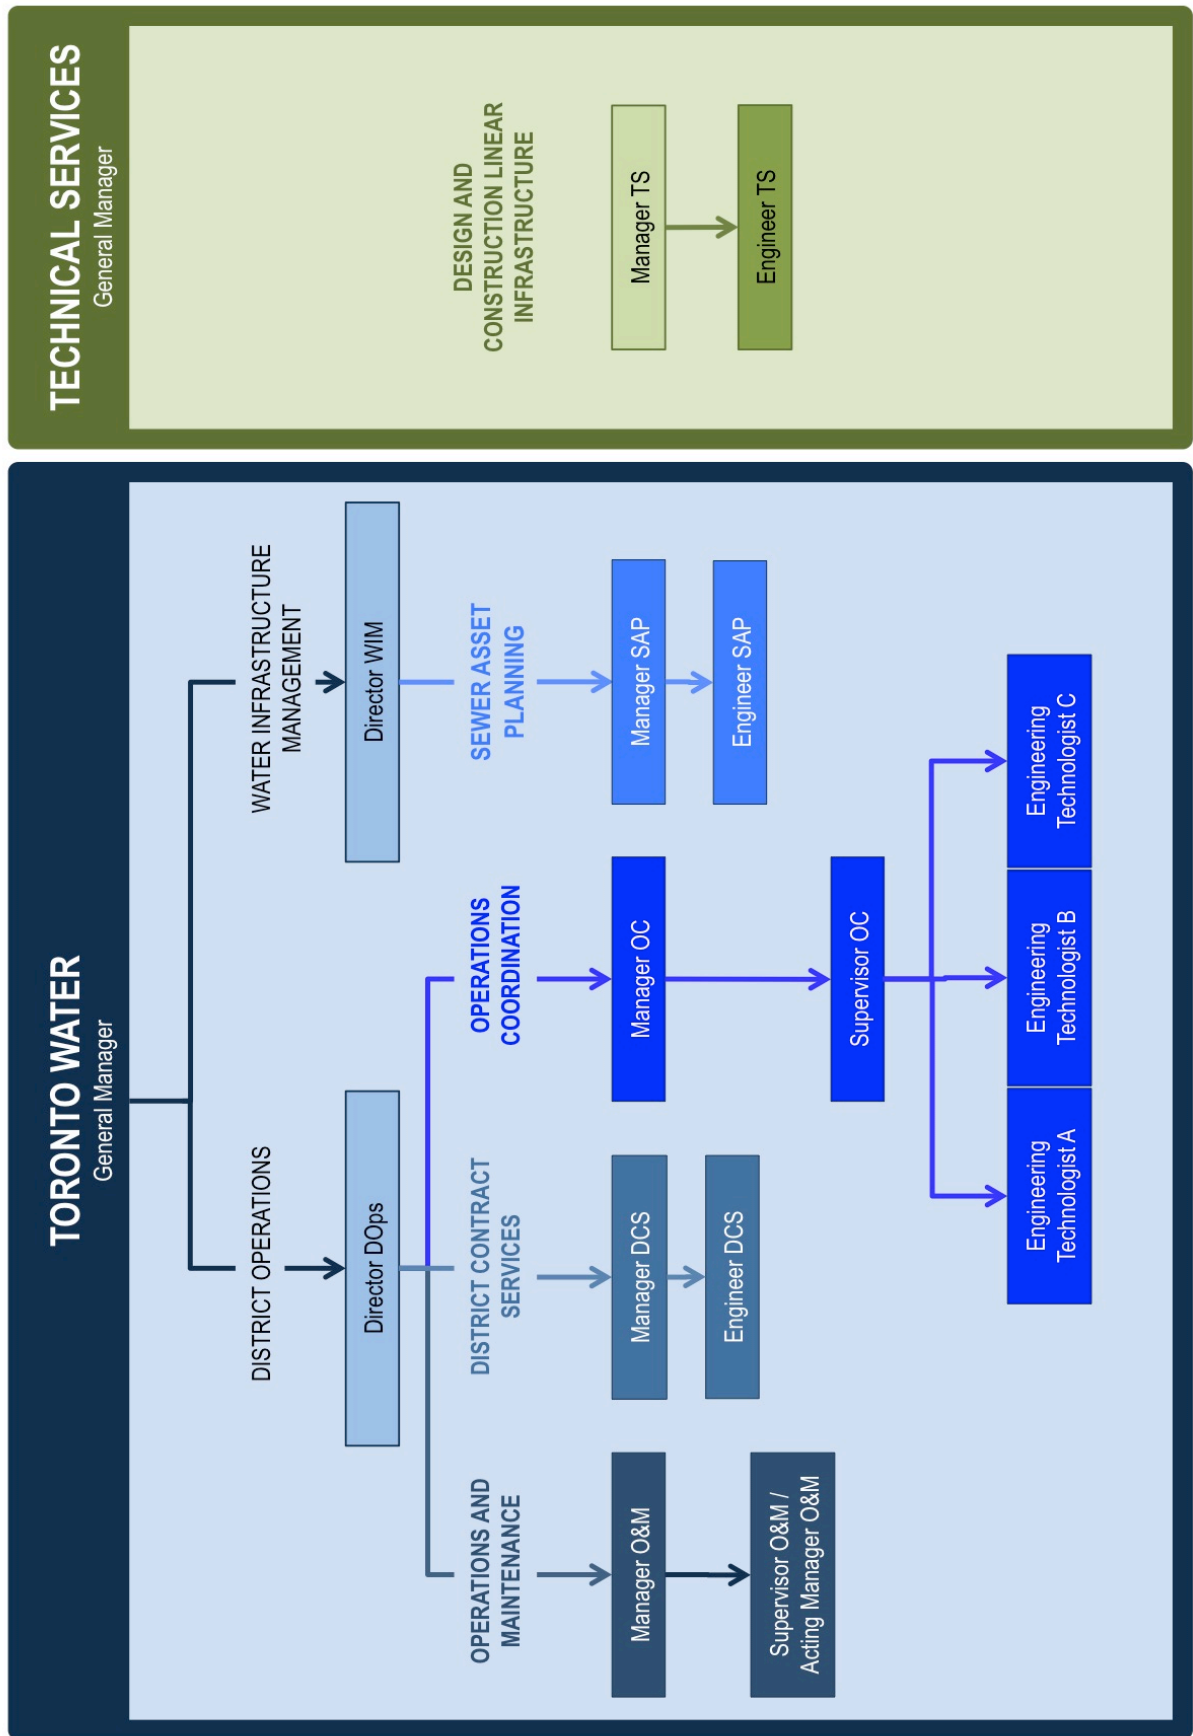 TORONTO WATER
General Manager
DISTRICT OPERATIONS
WATER INFRASTRUCTURE
MANAGEMENT
Director DOps
Director WIM
OPERATIONS AND
MAINTENANCE
DISTRICT CONTRACT
SERVICES
OPERATIONS
COORDINATION
SEWER ASSET
PLANNING
Manager O&M
Manager DCS
Manager OC
Manager SAP
Supervisor O&M /
Acting Manager O&M
Engineer DCS
Engineer SAP
Supervisor OC
Engineering
Technologist A
Engineering
Technologist B
Engineering
Technologist C
TECHNICAL SERVICES
General Manager
DESIGN AND
CONSTRUCTION LINEAR
INFRASTRUCTURE
Manager TS
Engineer TS